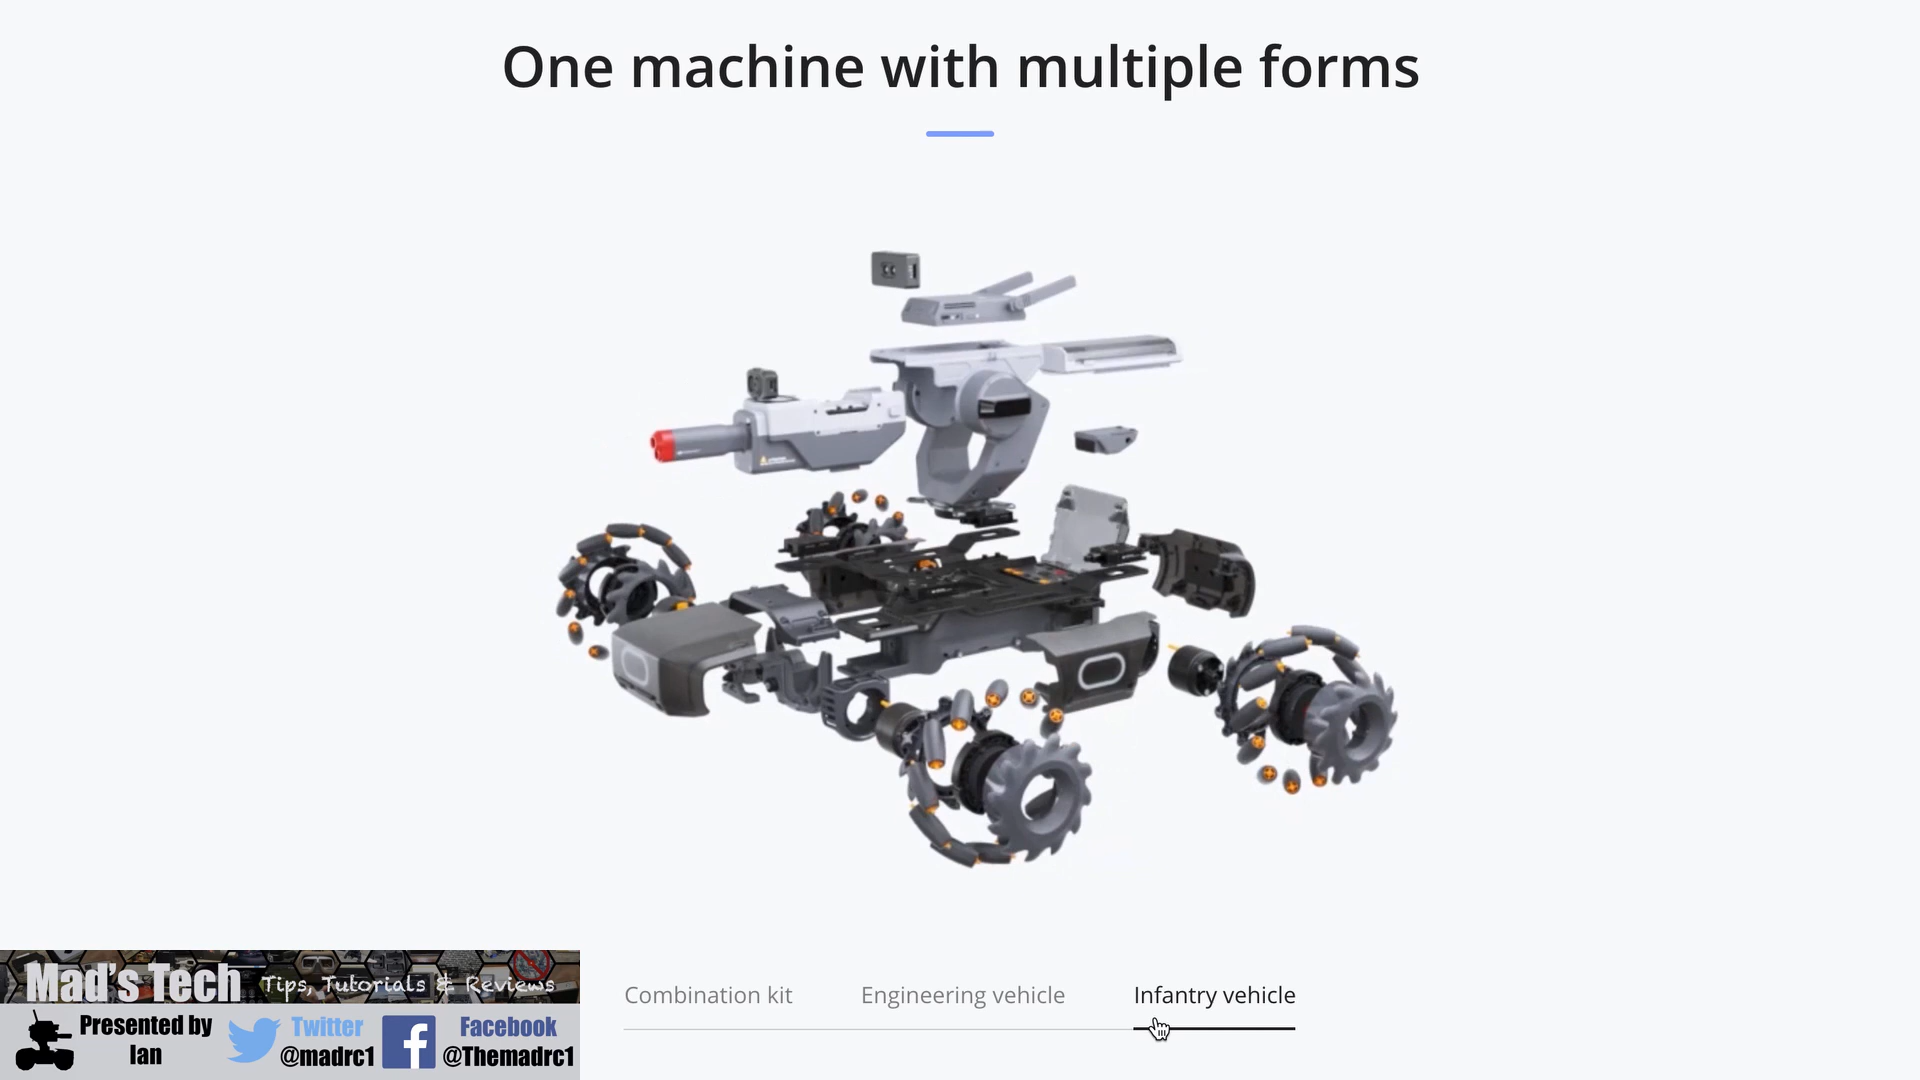 One machine with multiple forms
Mad's Tech Tips, Tutorials & Reviews
Presented by
Ian
Twitter
@madrc1
Facebook
@Themadrc1
Combination kit
Engineering vehicle
Infantry vehicle